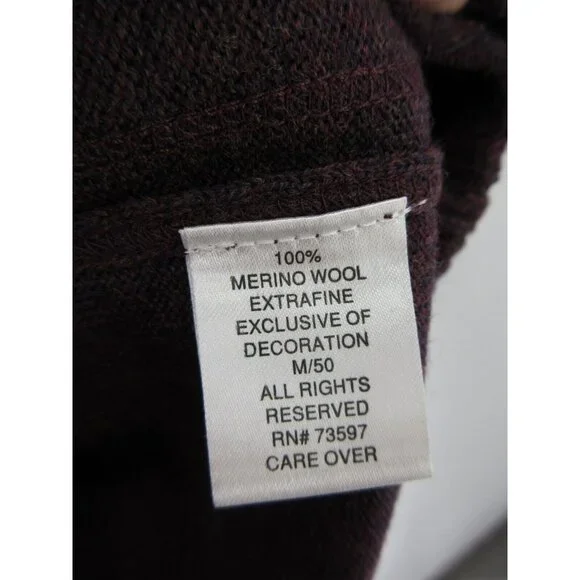 100%
MERINO WOOL
EXTRAFINE
EXCLUSIVE OF
DECORATION
M/50
ALL RIGHTS
RESERVED
RN# 73597
CARE OVER